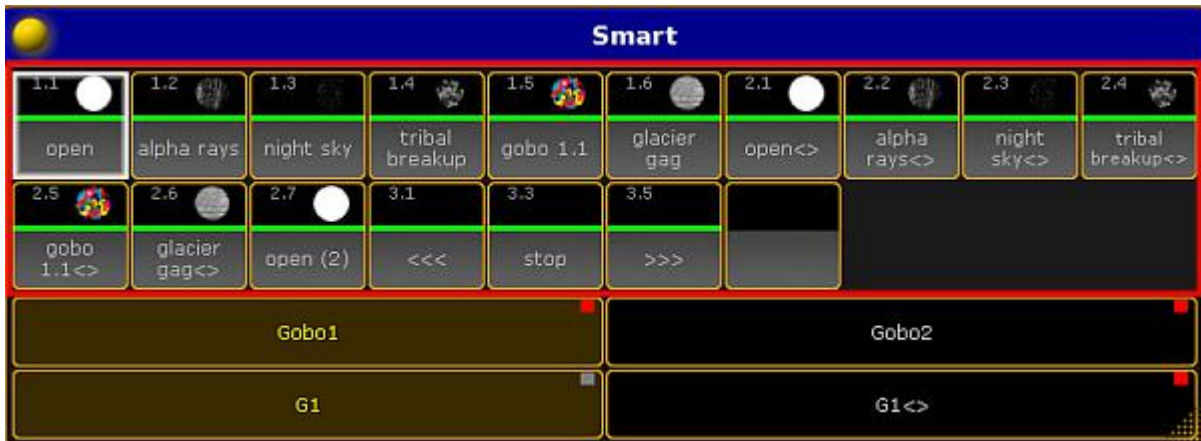 Smart
1.1 1.2 1.3 1.4 1.5 1.6 2.1 2.2 2.3 2.4
open
alpha rays
night sky
tribal
breakup
gobo 1.1
glacier
gag
open<>
alpha
rays<>
night
sky<>
tribal
breakup<>
2.5 2.6 2.7 3.1 3.3 3.5
gobo
1.1<>
glacier
gag<>
open (2)
<<<
stop
>>>
Gobo1
Gobo2
G1
G1<>